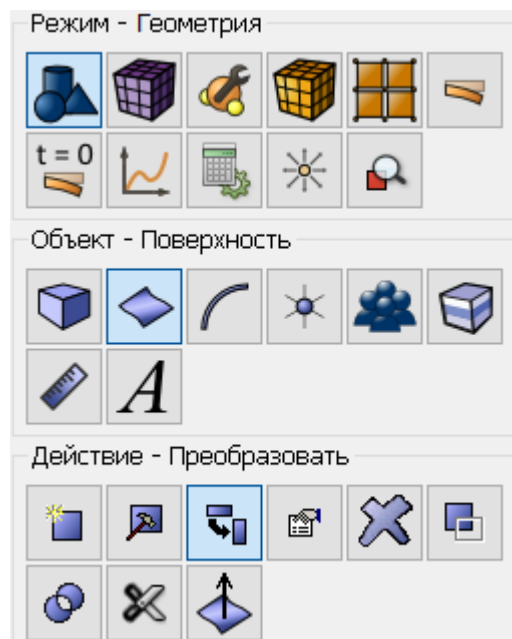 Режим - Геометрия
t = 0
Объект - Поверхность
A
Действие - Преобразовать